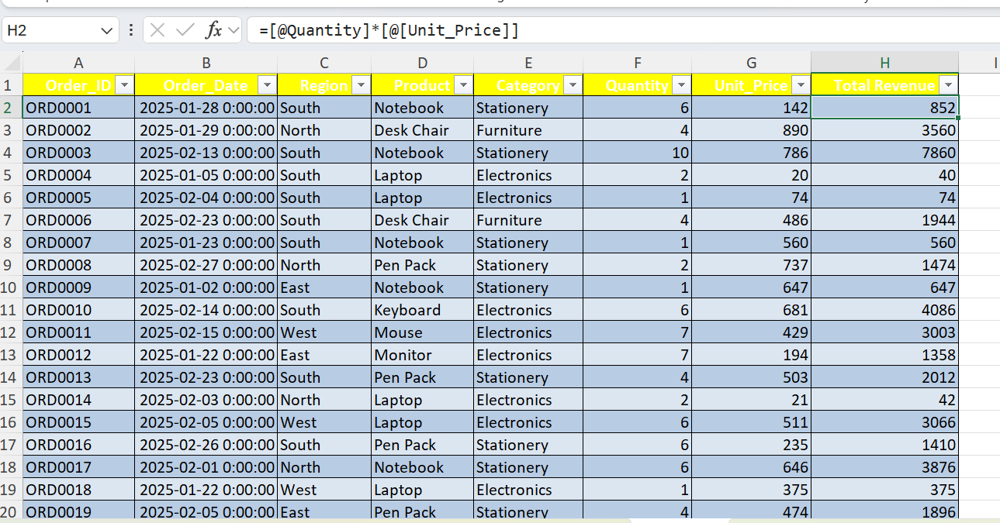 H2 fx =[@Quantity]*[@[Unit_Price]]
A B C D E F G H I
1 Order_ID Order_Date Region Product Category Quantity Unit_Price Total Revenue
2 ORD0001 2025-01-28 0:00:00 South Notebook Stationery 6 142 852
3 ORD0002 2025-01-29 0:00:00 North Desk Chair Furniture 4 890 3560
4 ORD0003 2025-02-13 0:00:00 South Notebook Stationery 10 786 7860
5 ORD0004 2025-01-05 0:00:00 South Laptop Electronics 2 20 40
6 ORD0005 2025-02-04 0:00:00 South Laptop Electronics 1 74 74
7 ORD0006 2025-02-23 0:00:00 South Desk Chair Furniture 4 486 1944
8 ORD0007 2025-01-23 0:00:00 South Notebook Stationery 1 560 560
9 ORD0008 2025-02-27 0:00:00 North Pen Pack Stationery 2 737 1474
10 ORD0009 2025-01-02 0:00:00 East Notebook Stationery 1 647 647
11 ORD0010 2025-02-14 0:00:00 South Keyboard Electronics 6 681 4086
12 ORD0011 2025-02-15 0:00:00 West Mouse Electronics 7 429 3003
13 ORD0012 2025-01-22 0:00:00 East Monitor Electronics 7 194 1358
14 ORD0013 2025-02-23 0:00:00 South Pen Pack Stationery 4 503 2012
15 ORD0014 2025-02-03 0:00:00 North Laptop Electronics 2 21 42
16 ORD0015 2025-02-05 0:00:00 West Laptop Electronics 6 511 3066
17 ORD0016 2025-02-26 0:00:00 South Pen Pack Stationery 6 235 1410
18 ORD0017 2025-02-01 0:00:00 North Notebook Stationery 6 646 3876
19 ORD0018 2025-01-22 0:00:00 West Laptop Electronics 1 375 375
20 ORD0019 2025-02-05 0:00:00 East Pen Pack Stationery 4 474 1896